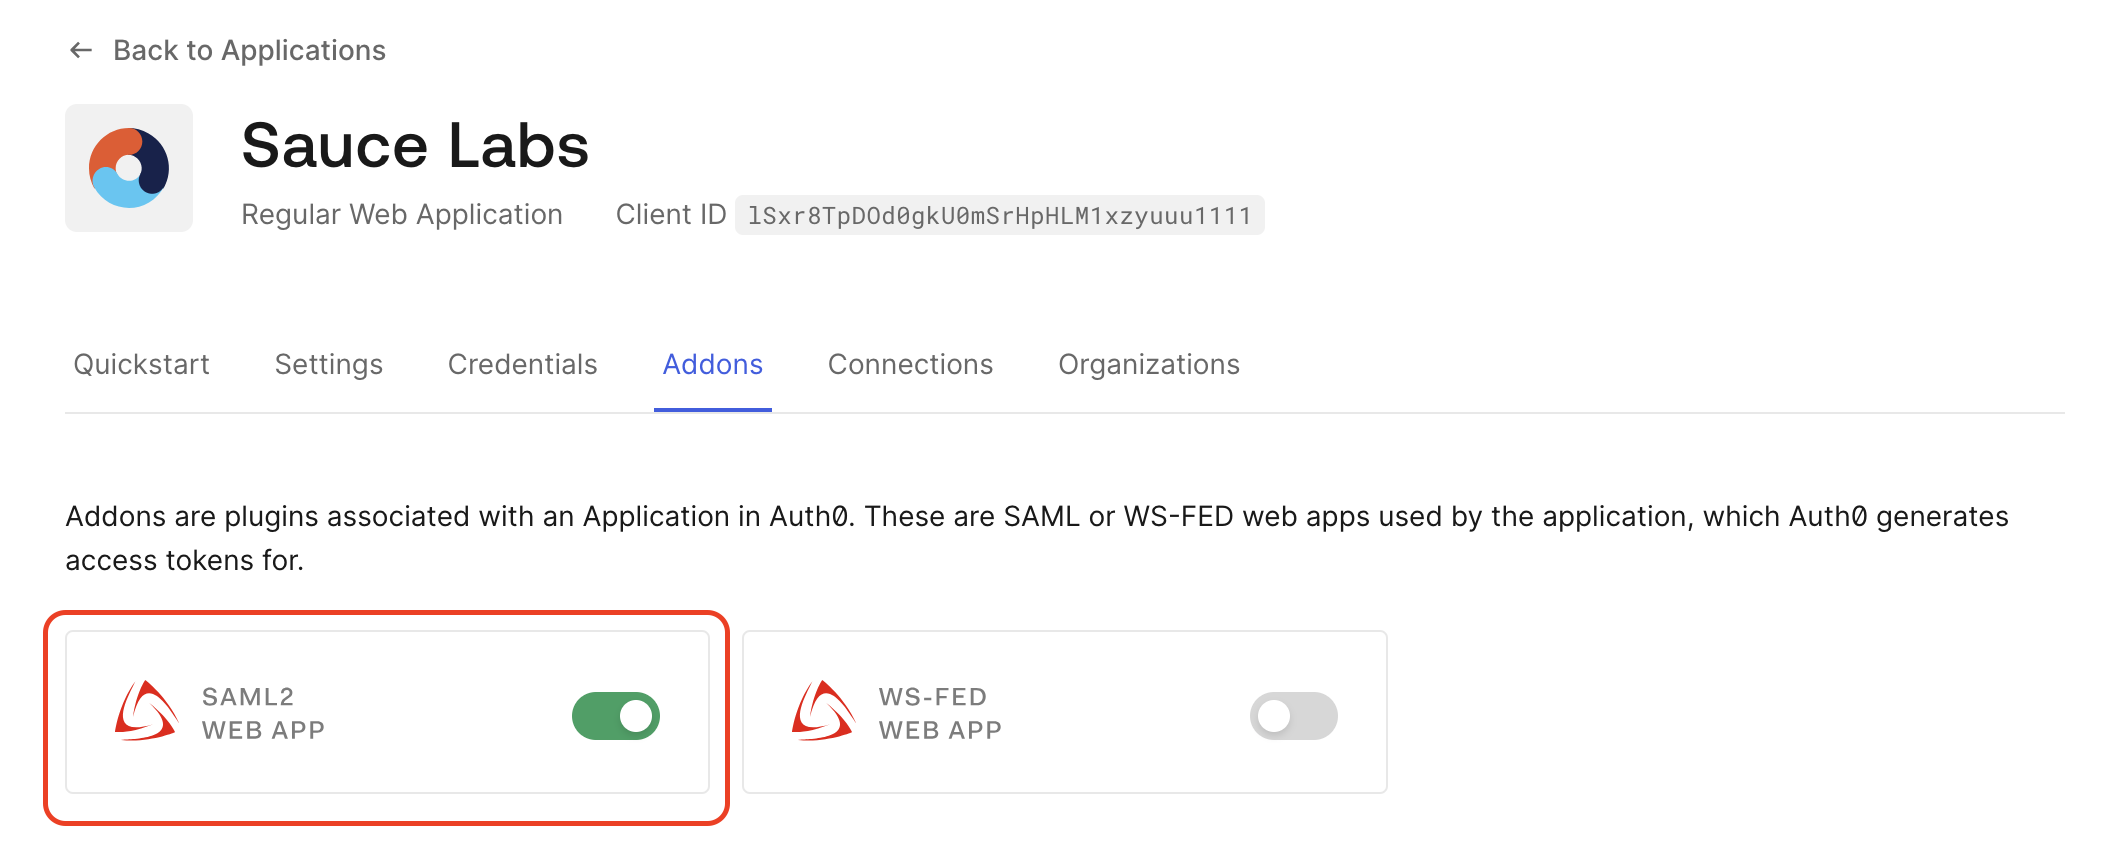 ← Back to Applications
Sauce Labs
Regular Web Application Client ID lSxr8TpDOd0gkU0mSrHpHLM1xzyuuu1111
Quickstart Settings Credentials Addons Connections Organizations
Addons are plugins associated with an Application in Auth0. These are SAML or WS-FED web apps used by the application, which Auth0 generates
access tokens for.
SAML2
WEB APP
WS-FED
WEB APP